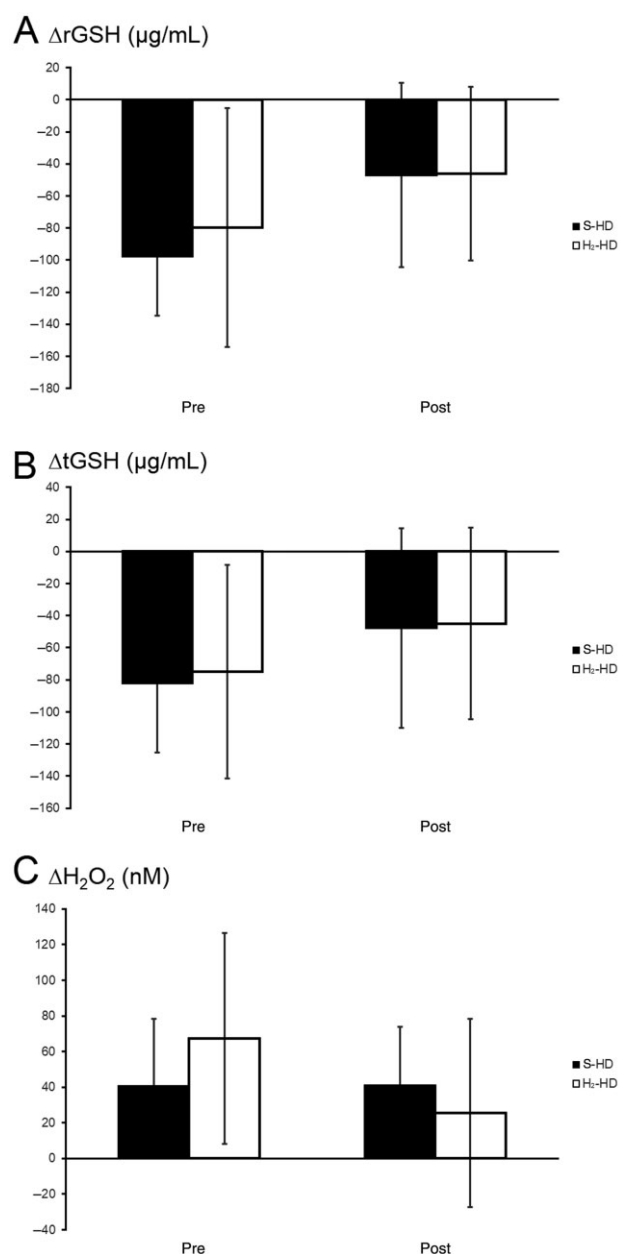 A ΔrGSH (µg/mL)
20
0
–20
–40
–60
–80
–100
–120
–140
–160
–180
Pre Post
S-HD
H₂-HD
B ΔtGSH (µg/mL)
40
20
0
–20
–40
–60
–80
–100
–120
–140
–160
Pre Post
S-HD
H₂-HD
C ΔH₂O₂ (nM)
140
120
100
80
60
40
20
0
–20
–40
Pre Post
S-HD
H₂-HD